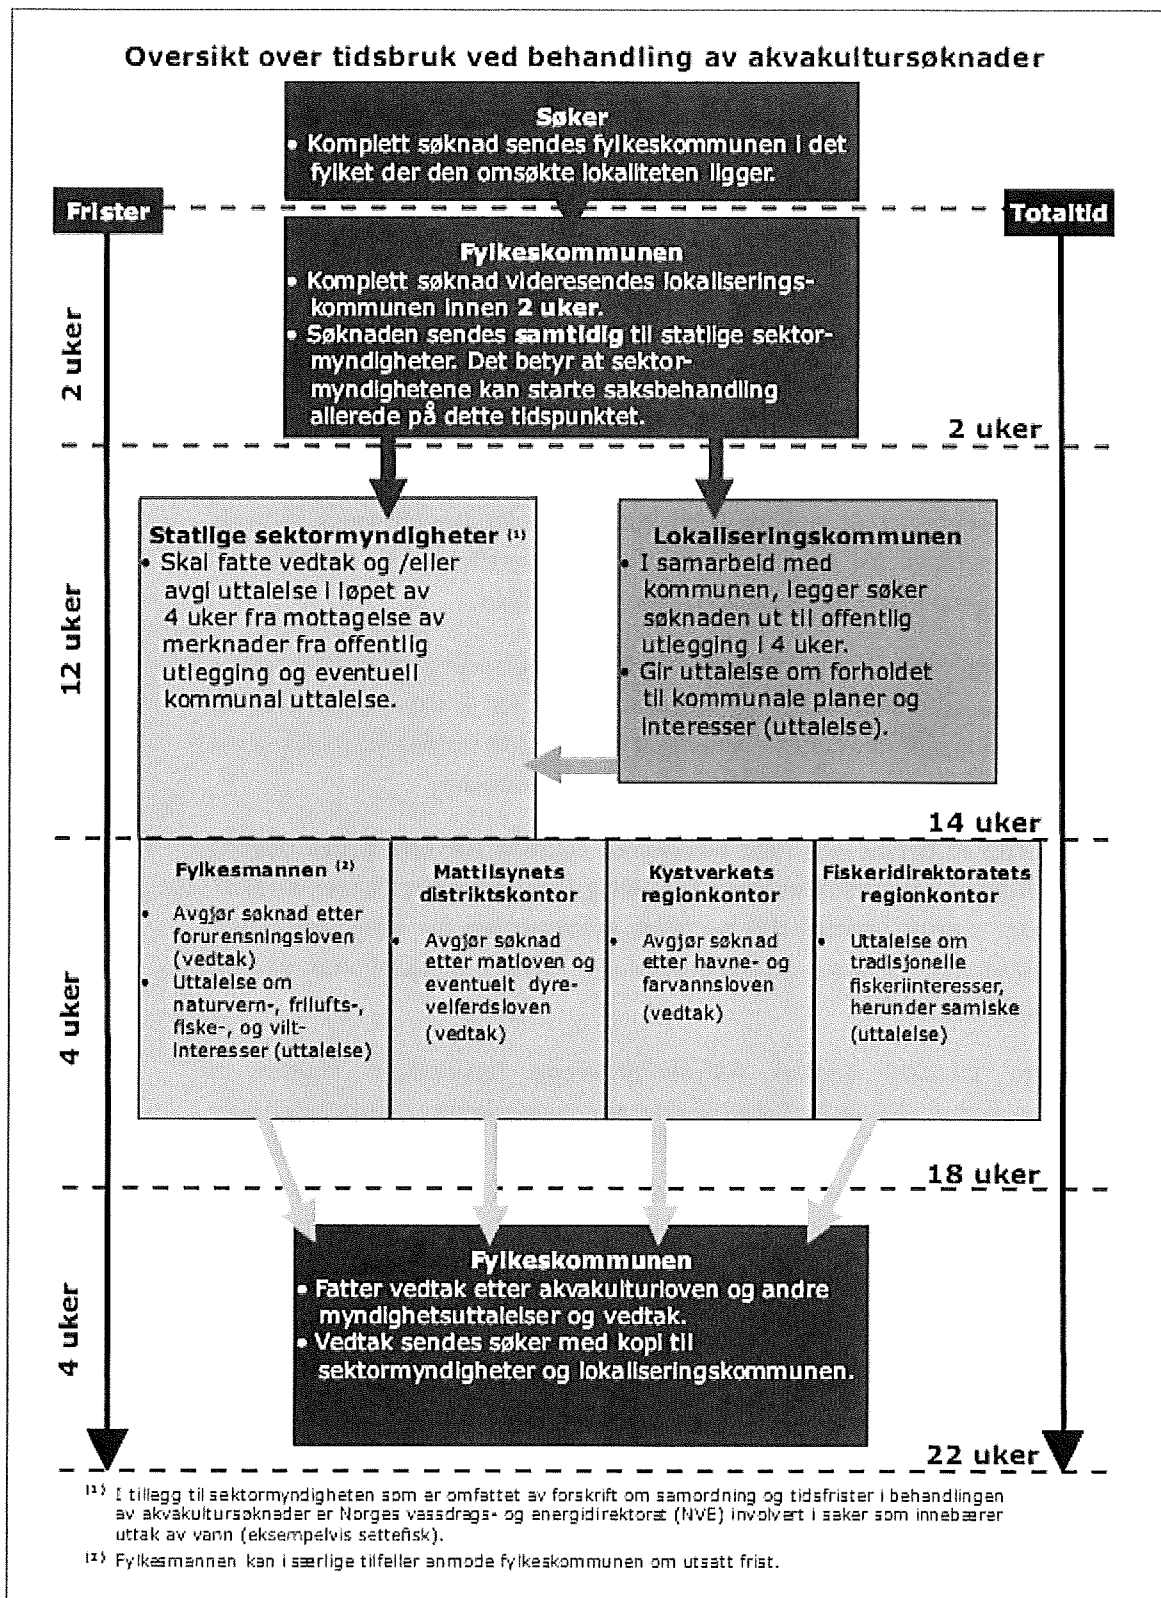 Oversikt over tidsbruk ved behandling av akvakultursøknader
Søker
• Komplett søknad sendes fylkeskommunen i det
fylket der den omsøkte lokaliteten ligger.
Frister
Totaltid
Fylkeskommunen
• Komplett søknad videresendes lokaliserings-
kommunen innen 2 uker.
• Søknaden sendes samtidig til statlige sektor-
myndigheter. Det betyr at sektor-
myndighetene kan starte saksbehandling
allerede på dette tidspunktet.
2 uker
2 uker
Statlige sektormyndigheter (1)
• Skal fatte vedtak og /eller
avgi uttalelse i løpet av
4 uker fra mottagelse av
merknader fra offentlig
utlegging og eventuell
kommunal uttalelse.
Lokaliseringskommunen
• I samarbeid med
kommunen, legger søker
søknaden ut til offentlig
utlegging i 4 uker.
• Gir uttalelse om forholdet
til kommunale planer og
interesser (uttalelse).
12 uker
14 uker
Fylkesmannen (2)
• Avgjør søknad etter
forurensningsloven
(vedtak)
• Uttalelse om
naturvern-, frilufts-,
fiske-, og vilt-
interesser (uttalelse)
Mattilsynets
distriktskontor
• Avgjør søknad
etter matloven og
eventuelt dyre-
velferdsloven
(vedtak)
Kystverkets
regionkontor
• Avgjør søknad
etter havne- og
farvannsloven
(vedtak)
Fiskeridirektoratets
regionkontor
• Uttalelse om
tradisjonelle
fiskeriinteresser,
herunder samiske
(uttalelse)
4 uker
18 uker
Fylkeskommunen
• Fatter vedtak etter akvakulturloven og andre
myndighetsuttalelser og vedtak.
• Vedtak sendes søker med kopi til
sektormyndigheter og lokaliseringskommunen.
4 uker
22 uker
(1) I tillegg til sektormyndigheten som er omfattet av forskrift om samordning og tidsfrister i behandlingen
av akvakultursøknader er Norges vassdrags- og energidirektorat (NVE) involvert i saker som innebærer
uttak av vann (eksempelvis settefisk).
(2) Fylkesmannen kan i særlige tilfeller anmode fylkeskommunen om utsatt frist.